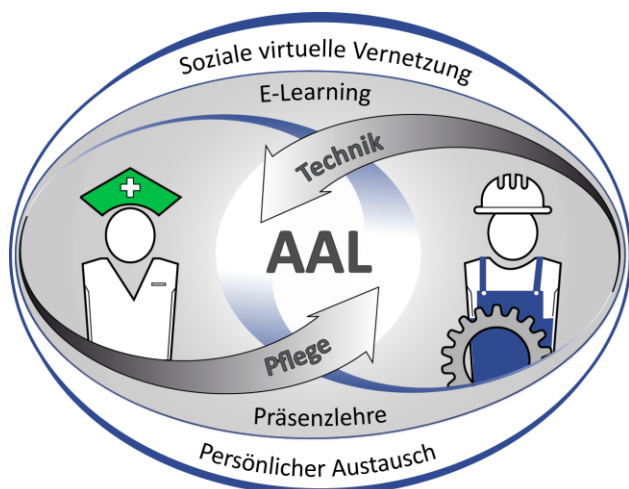 Soziale virtuelle Vernetzung
E-Learning
Technik
AAL
Pflege
Präsenzlehre
Persönlicher Austausch